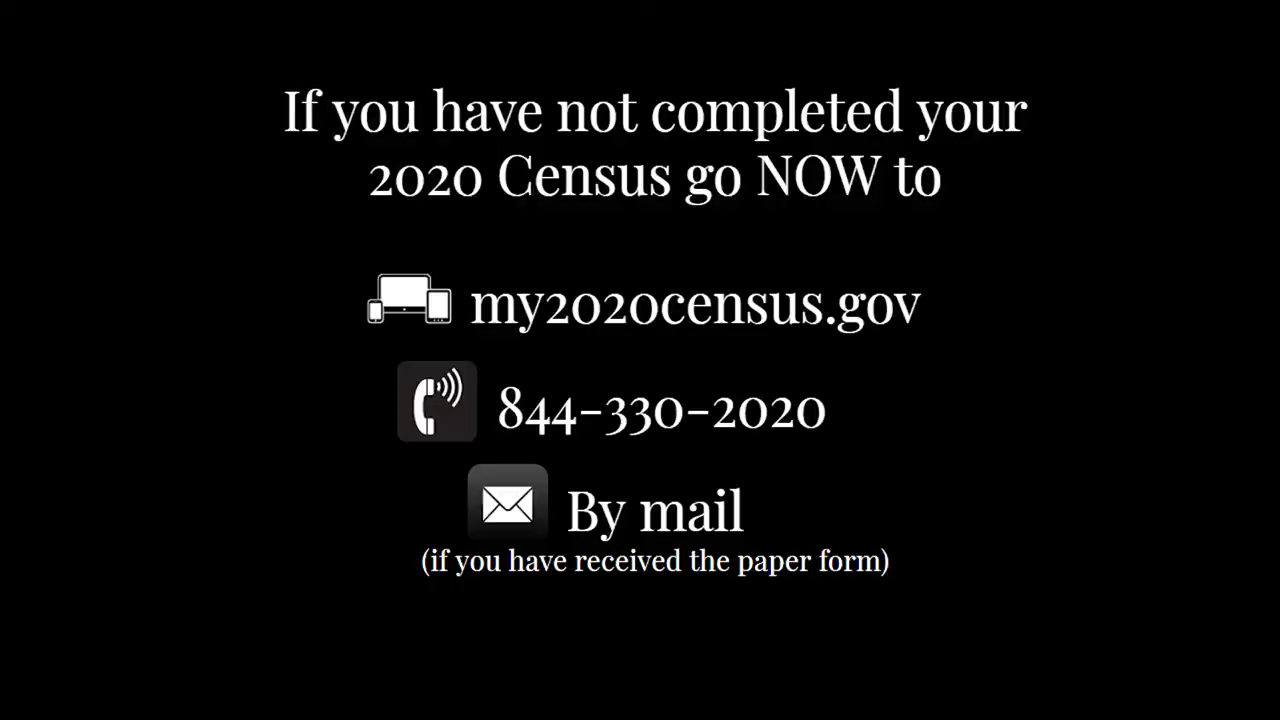 If you have not completed your
2020 Census go NOW to
my2020census.gov
844-330-2020
By mail
(if you have received the paper form)